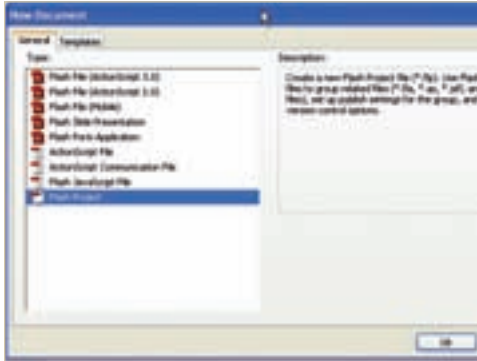 New Document
General Templates
Type:
Flash File (ActionScript 3.0)
Flash File (ActionScript 2.0)
Flash File (Mobile)
Flash Slide Presentation
Flash Form Application
ActionScript File
ActionScript Communication File
Flash JavaScript File
Flash Project
Description:
Create a new Flash Project file (*.flp). Use Flash
files to group related files (*.fla, *.as, *.jsfl, an
files), set up publish settings for the group, and
version control options.
OK